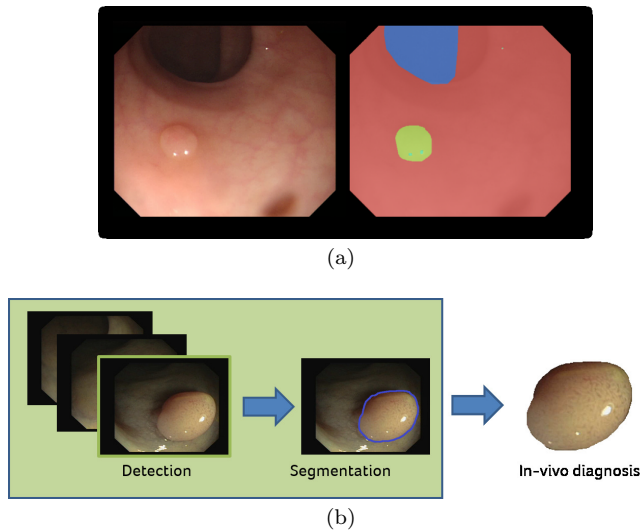 (a)
Detection
Segmentation
In-vivo diagnosis
(b)